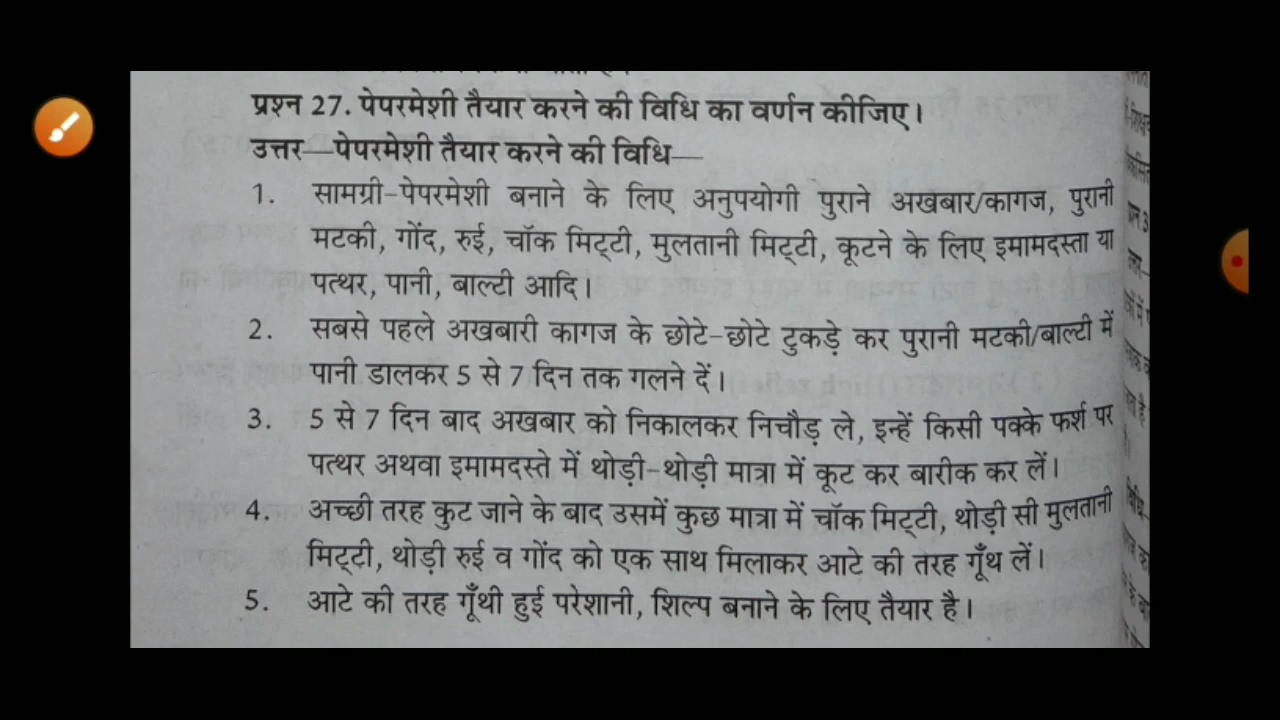 प्रश्न 27. पेपरमेशी तैयार करने की विधि का वर्णन कीजिए।
उत्तर—पेपरमेशी तैयार करने की विधि—
1. सामग्री-पेपरमेशी बनाने के लिए अनुपयोगी पुराने अखबार/कागज, पुरानी
मटकी, गोंद, रुई, चॉक मिट्टी, मुलतानी मिट्टी, कूटने के लिए इमामदस्ता या
पत्थर, पानी, बाल्टी आदि।
2. सबसे पहले अखबारी कागज के छोटे-छोटे टुकड़े कर पुरानी मटकी/बाल्टी में
पानी डालकर 5 से 7 दिन तक गलने दें।
3. 5 से 7 दिन बाद अखबार को निकालकर निचौड़ ले, इन्हें किसी पक्के फर्श पर
पत्थर अथवा इमामदस्ते में थोड़ी-थोड़ी मात्रा में कूट कर बारीक कर लें।
4. अच्छी तरह कुट जाने के बाद उसमें कुछ मात्रा में चॉक मिट्टी, थोड़ी सी मुलतानी
मिट्टी, थोड़ी रुई व गोंद को एक साथ मिलाकर आटे की तरह गूँथ लें।
5. आटे की तरह गूँथी हुई परेशानी, शिल्प बनाने के लिए तैयार है।